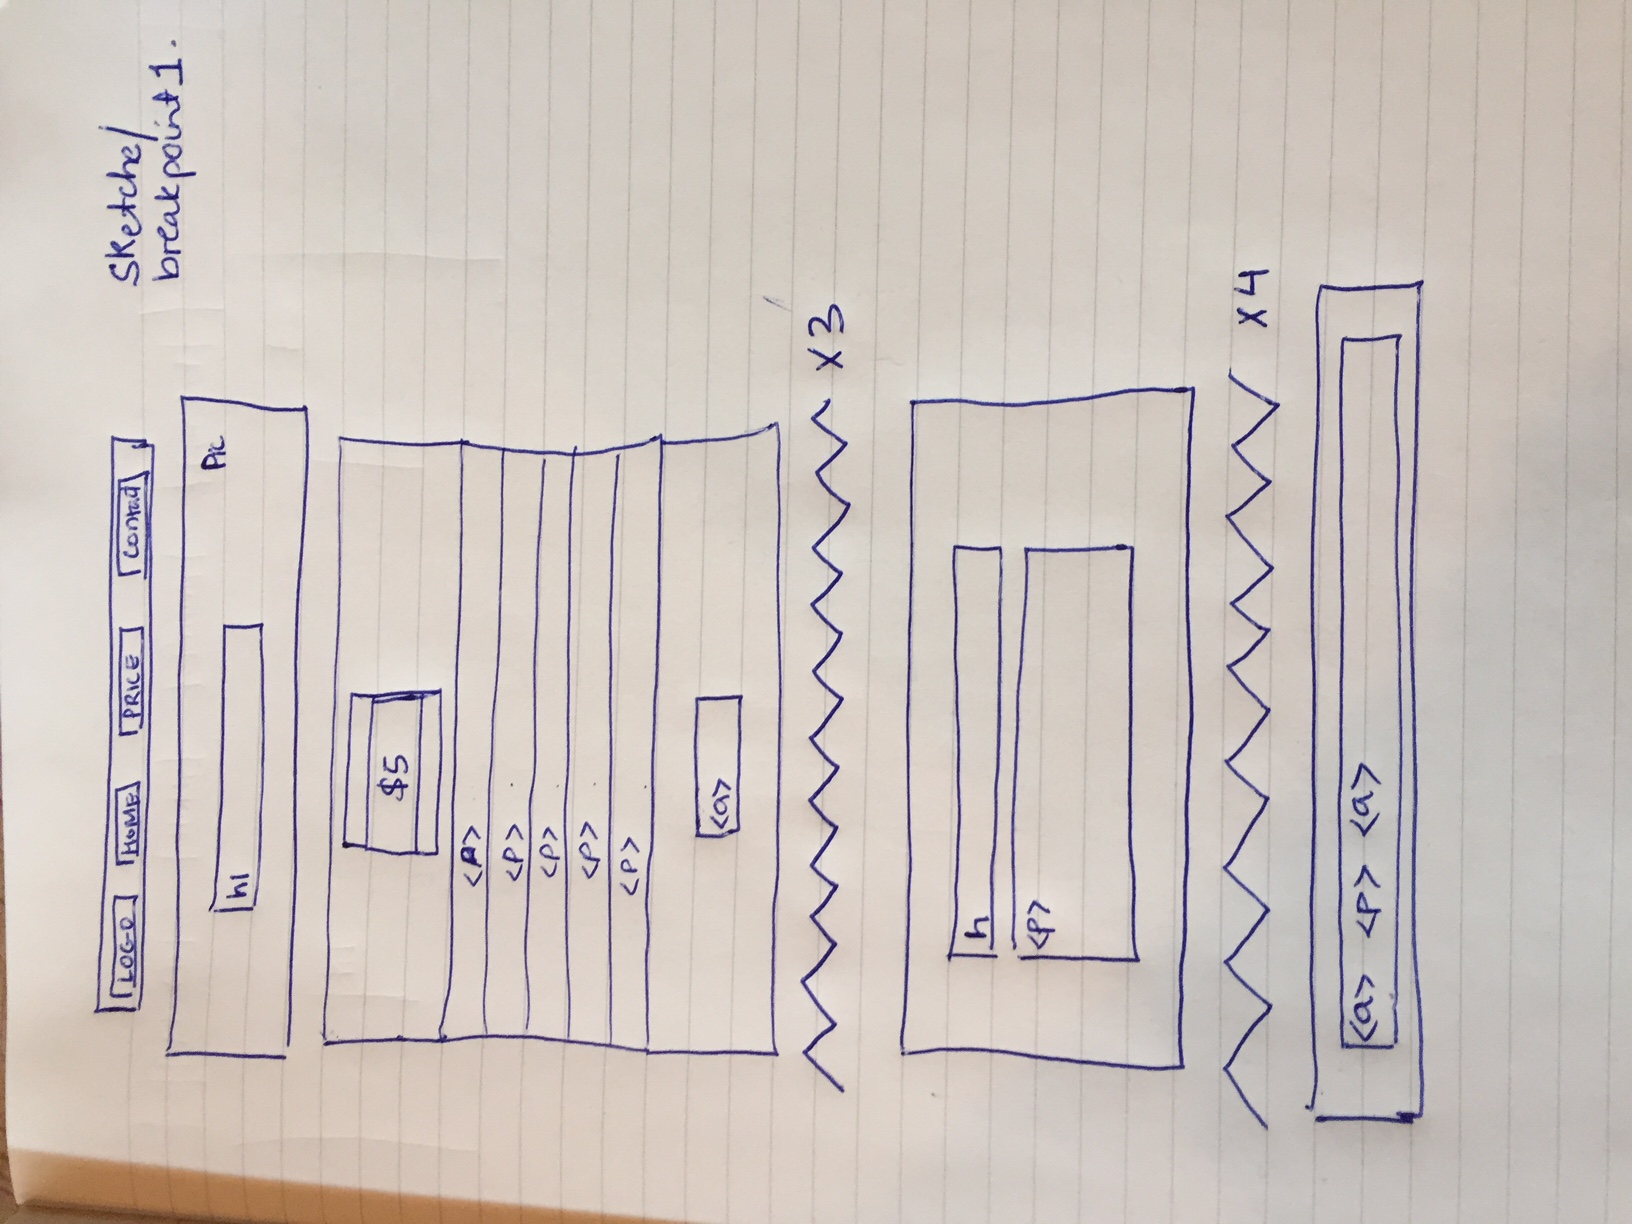 LOGO HOME PRICE Contact
Sketche/
breakpoint 1.
Pic
h1
$5
<P>
<P>
<P>
<P>
<P>
<a>
x3
h
<P>
x4
<a> <P> <a>